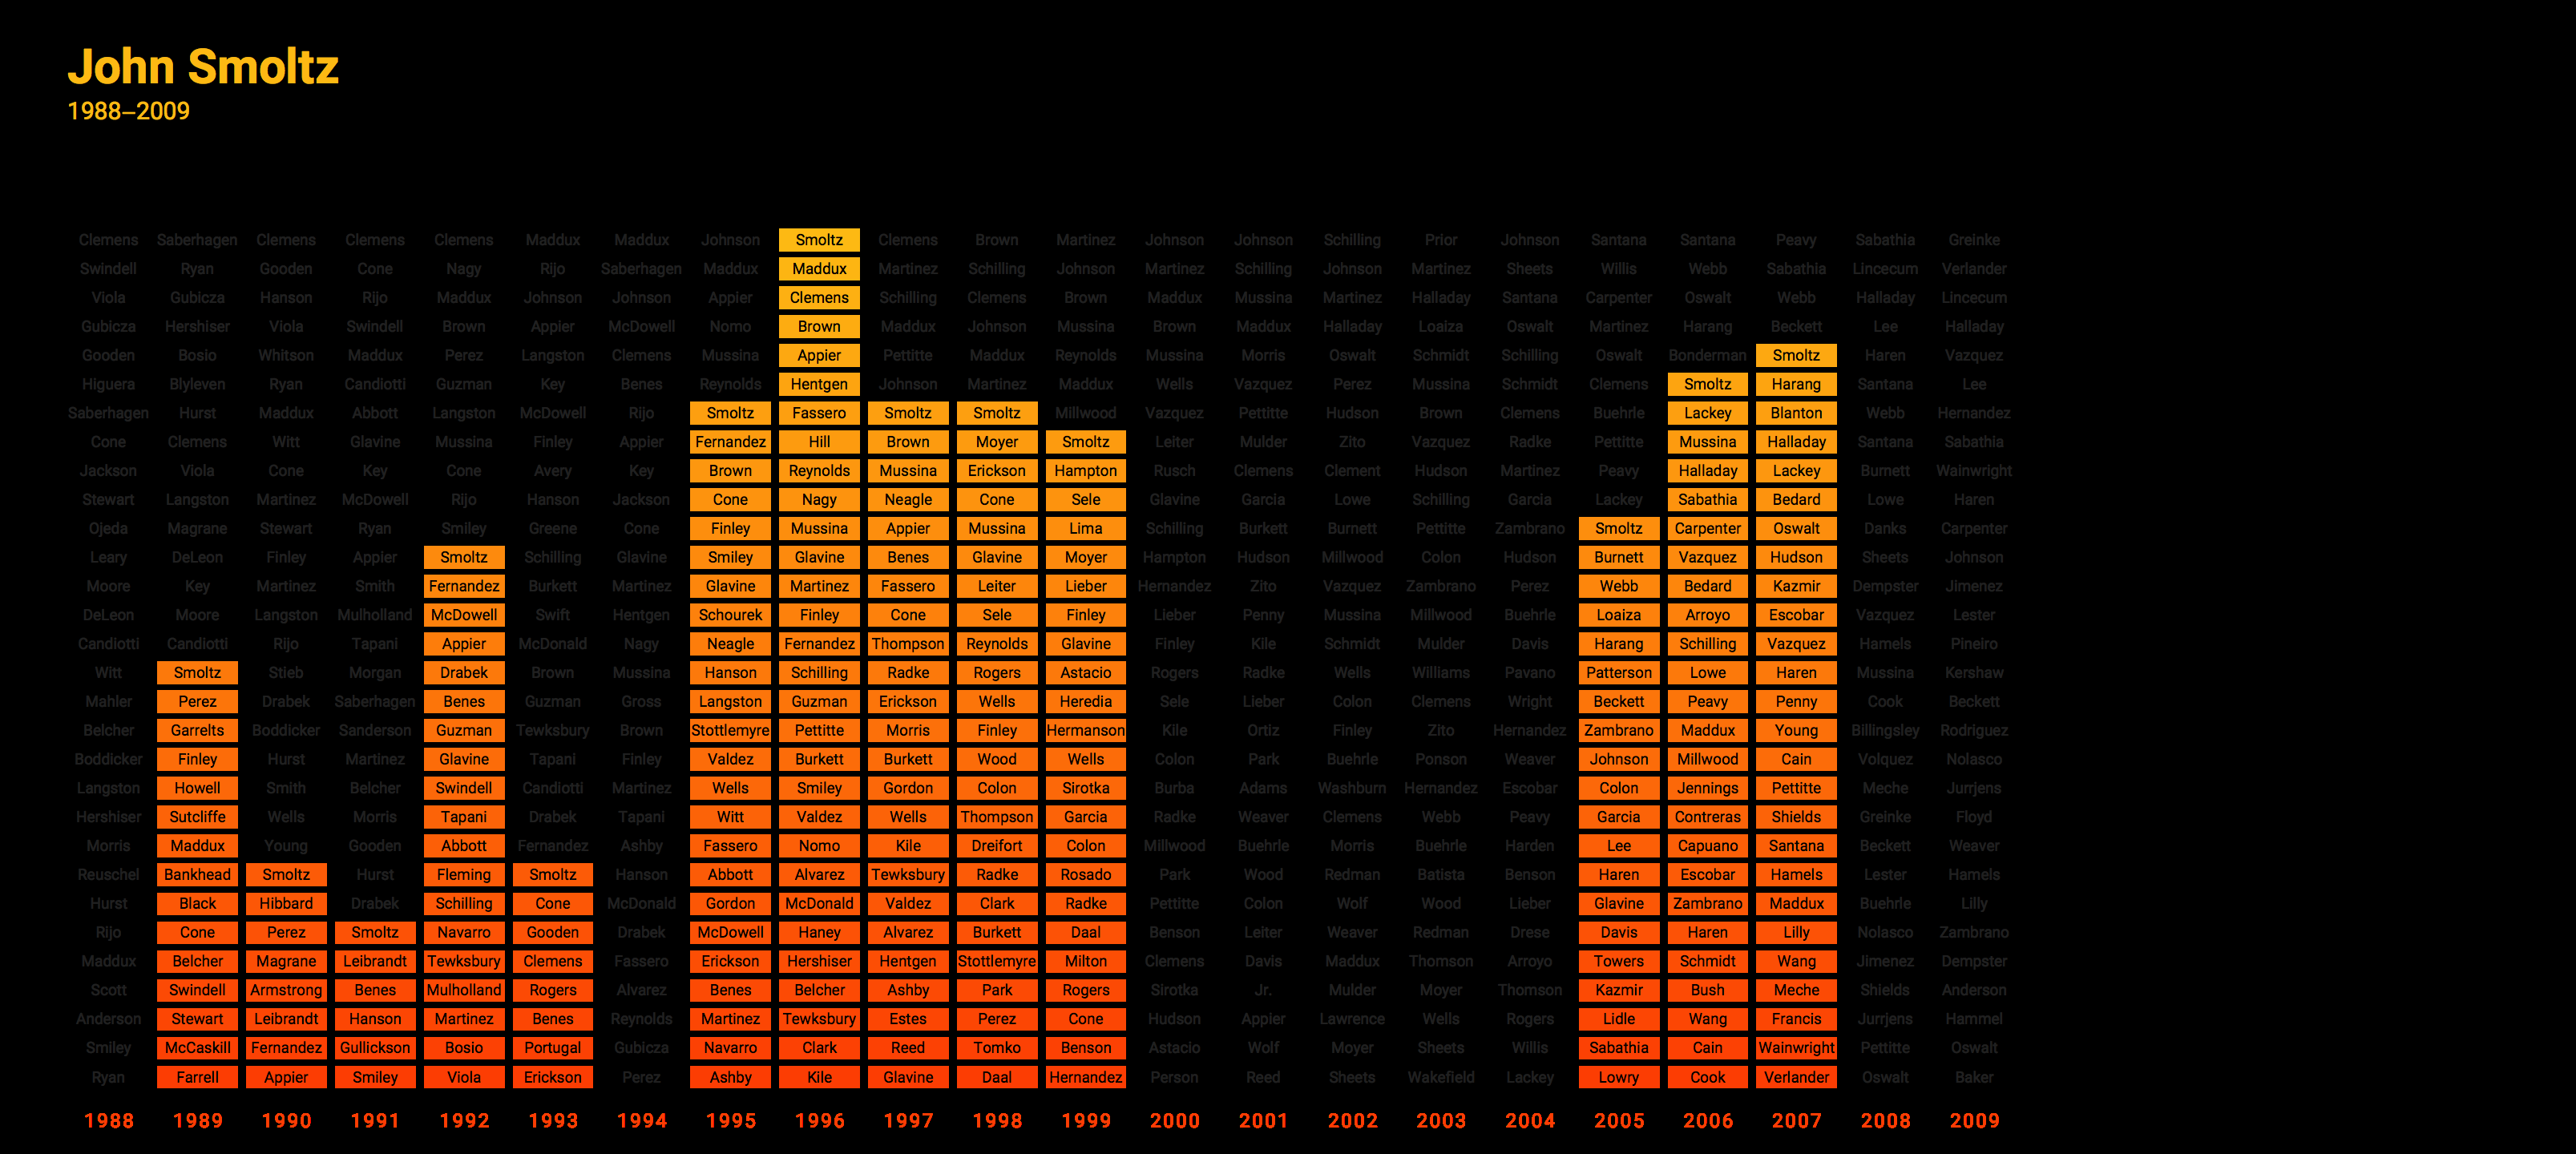 John Smoltz
1988–2009
Clemens Saberhagen Clemens Clemens Clemens Maddux Maddux Johnson Smoltz Clemens Brown Martinez Johnson Johnson Schilling Prior Johnson Santana Santana Peavy Sabathia Greinke
Swindell Ryan Gooden Cone Nagy Rijo Saberhagen Maddux Maddux Martinez Schilling Johnson Martinez Schilling Johnson Martinez Sheets Willis Webb Sabathia Lincecum Verlander
Viola Gubicza Hanson Rijo Maddux Johnson Johnson Appier Clemens Schilling Clemens Brown Maddux Mussina Martinez Halladay Santana Carpenter Oswalt Webb Halladay Lincecum
Gubicza Hershiser Viola Swindell Brown Appier McDowell Nomo Brown Maddux Johnson Mussina Brown Maddux Halladay Loaiza Oswalt Martinez Harang Beckett Lee Halladay
Gooden Bosio Whitson Maddux Perez Langston Clemens Mussina Appier Pettitte Maddux Reynolds Mussina Morris Oswalt Schmidt Schilling Oswalt Bonderman Smoltz Haren Vazquez
Higuera Blyleven Ryan Candiotti Guzman Key Benes Reynolds Hentgen Johnson Martinez Maddux Wells Vazquez Perez Mussina Schmidt Clemens Smoltz Harang Santana Lee
Saberhagen Hurst Maddux Abbott Langston McDowell Rijo Smoltz Fassero Smoltz Smoltz Millwood Vazquez Pettitte Hudson Brown Clemens Buehrle Lackey Blanton Webb Hernandez
Cone Clemens Witt Glavine Mussina Finley Appier Fernandez Hill Brown Moyer Smoltz Leiter Mulder Zito Vazquez Radke Pettitte Mussina Halladay Santana Sabathia
Jackson Viola Cone Key Cone Avery Key Brown Reynolds Mussina Erickson Hampton Rusch Clemens Clement Hudson Martinez Peavy Halladay Lackey Burnett Wainwright
Stewart Langston Martinez McDowell Rijo Hanson Jackson Cone Nagy Neagle Cone Sele Glavine Garcia Lowe Schilling Garcia Lackey Sabathia Bedard Lowe Haren
Ojeda Magrane Stewart Ryan Smiley Greene Cone Finley Mussina Appier Mussina Lima Schilling Burkett Burnett Pettitte Zambrano Smoltz Carpenter Oswalt Danks Carpenter
Leary DeLeon Finley Appier Smoltz Schilling Glavine Smiley Glavine Benes Glavine Moyer Hampton Hudson Millwood Colon Hudson Burnett Vazquez Hudson Sheets Johnson
Moore Key Martinez Smith Fernandez Burkett Martinez Glavine Martinez Fassero Leiter Lieber Hernandez Zito Vazquez Zambrano Perez Webb Bedard Kazmir Dempster Jimenez
DeLeon Moore Langston Mulholland McDowell Swift Hentgen Schourek Finley Cone Sele Finley Lieber Penny Mussina Millwood Buehrle Loaiza Arroyo Escobar Vazquez Lester
Candiotti Candiotti Rijo Tapani Appier McDonald Nagy Neagle Fernandez Thompson Reynolds Glavine Finley Kile Schmidt Mulder Davis Harang Schilling Vazquez Hamels Pineiro
Witt Smoltz Stieb Morgan Drabek Brown Mussina Hanson Schilling Radke Rogers Astacio Rogers Radke Wells Williams Pavano Patterson Lowe Haren Mussina Kershaw
Mahler Perez Drabek Saberhagen Benes Guzman Gross Langston Guzman Erickson Wells Heredia Sele Lieber Colon Clemens Wright Beckett Peavy Penny Cook Beckett
Belcher Garrelts Boddicker Sanderson Guzman Tewksbury Brown Stottlemyre Pettitte Morris Finley Hermanson Kile Ortiz Finley Zito Hernandez Zambrano Maddux Young Billingsley Rodriguez
Boddicker Finley Hurst Martinez Glavine Tapani Finley Valdez Burkett Burkett Wood Wells Colon Park Buehrle Ponson Weaver Johnson Millwood Cain Volquez Nolasco
Langston Howell Smith Belcher Swindell Candiotti Martinez Wells Smiley Gordon Colon Sirotka Burba Adams Washburn Hernandez Escobar Colon Jennings Pettitte Meche Jurrjens
Hershiser Sutcliffe Wells Morris Tapani Drabek Tapani Witt Valdez Wells Thompson Garcia Radke Weaver Clemens Webb Peavy Garcia Contreras Shields Greinke Floyd
Morris Maddux Young Gooden Abbott Fernandez Ashby Fassero Nomo Kile Dreifort Colon Millwood Buehrle Morris Buehrle Harden Lee Capuano Santana Beckett Weaver
Reuschel Bankhead Smoltz Hurst Fleming Smoltz Hanson Abbott Alvarez Tewksbury Radke Rosado Park Wood Redman Batista Benson Haren Escobar Hamels Lester Hamels
Hurst Black Hibbard Drabek Schilling Cone McDonald Gordon McDonald Valdez Clark Radke Pettitte Colon Wolf Wood Lieber Glavine Zambrano Maddux Buehrle Lilly
Rijo Cone Perez Smoltz Navarro Gooden Drabek McDowell Haney Alvarez Burkett Daal Benson Leiter Weaver Redman Drese Davis Haren Lilly Nolasco Zambrano
Maddux Belcher Magrane Leibrandt Tewksbury Clemens Fassero Erickson Hershiser Hentgen Stottlemyre Milton Clemens Davis Maddux Thomson Arroyo Towers Schmidt Wang Jimenez Dempster
Scott Swindell Armstrong Benes Mulholland Rogers Alvarez Benes Belcher Ashby Park Rogers Sirotka Jr. Mulder Moyer Thomson Kazmir Bush Meche Shields Anderson
Anderson Stewart Leibrandt Hanson Martinez Benes Reynolds Martinez Tewksbury Estes Perez Cone Hudson Appier Lawrence Wells Rogers Lidle Wang Francis Jurrjens Hammel
Smiley McCaskill Fernandez Gullickson Bosio Portugal Gubicza Navarro Clark Reed Tomko Benson Astacio Wolf Moyer Sheets Willis Sabathia Cain Wainwright Pettitte Oswalt
Ryan Farrell Appier Smiley Viola Erickson Perez Ashby Kile Glavine Daal Hernandez Person Reed Sheets Wakefield Lackey Lowry Cook Verlander Oswalt Baker
1988 1989 1990 1991 1992 1993 1994 1995 1996 1997 1998 1999 2000 2001 2002 2003 2004 2005 2006 2007 2008 2009